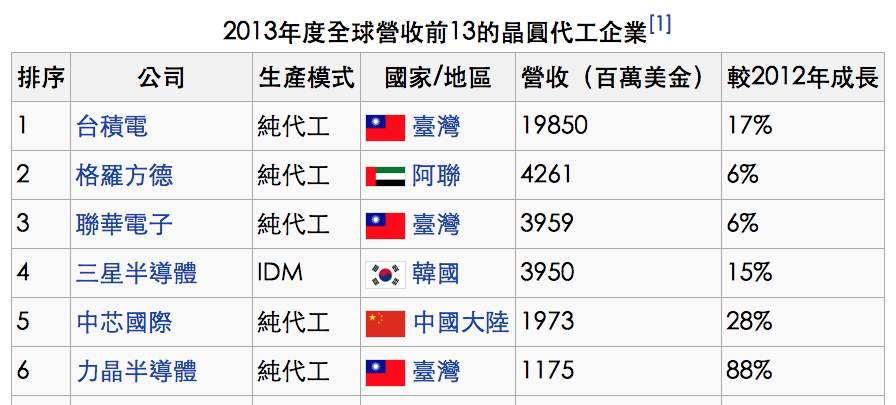 2013年度全球營收前13的晶圓代工企業[1]
排序 公司 生產模式 國家/地區 營收（百萬美金） 較2012年成長
1 台積電 純代工 臺灣 19850 17%
2 格羅方德 純代工 阿聯 4261 6%
3 聯華電子 純代工 臺灣 3959 6%
4 三星半導體 IDM 韓國 3950 15%
5 中芯國際 純代工 中國大陸 1973 28%
6 力晶半導體 純代工 臺灣 1175 88%